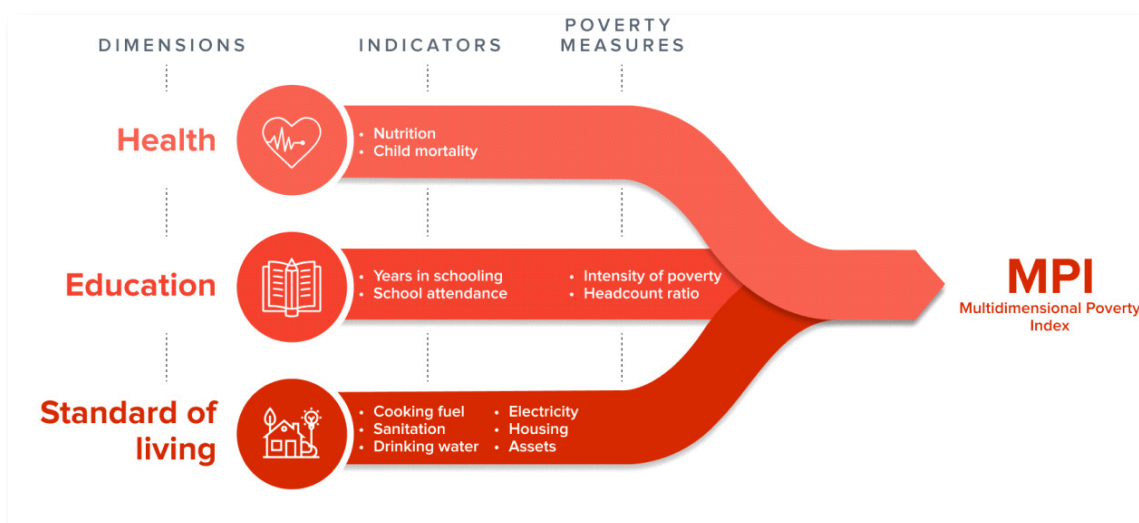 DIMENSIONS
INDICATORS
POVERTY
MEASURES
Health
• Nutrition
• Child mortality
Education
• Years in schooling
• School attendance
• Intensity of poverty
• Headcount ratio
Standard of
living
• Cooking fuel
• Sanitation
• Drinking water
• Electricity
• Housing
• Assets
MPI
Multidimensional Poverty
Index